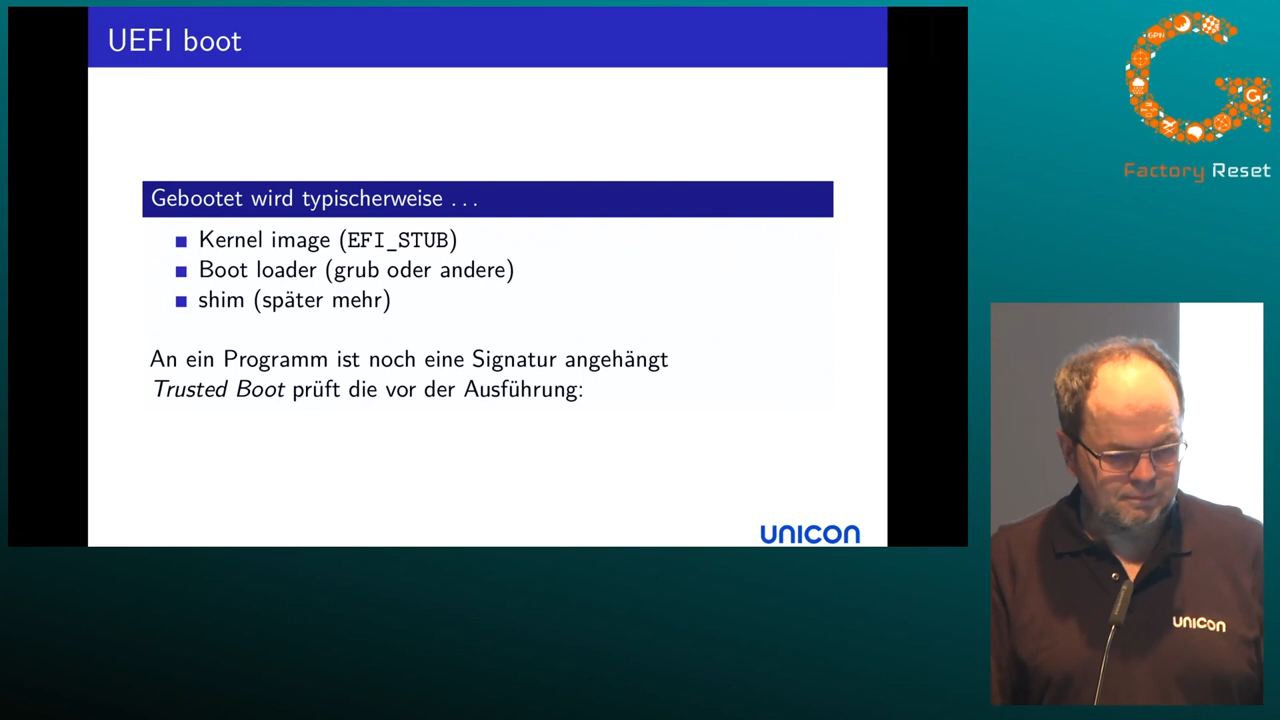 UEFI boot
Gebootet wird typischerweise . . .
Kernel image (EFI_STUB)
Boot loader (grub oder andere)
shim (später mehr)
An ein Programm ist noch eine Signatur angehängt
Trusted Boot prüft die vor der Ausführung:
UNICON
GPN
G
Factory Reset
UNICON